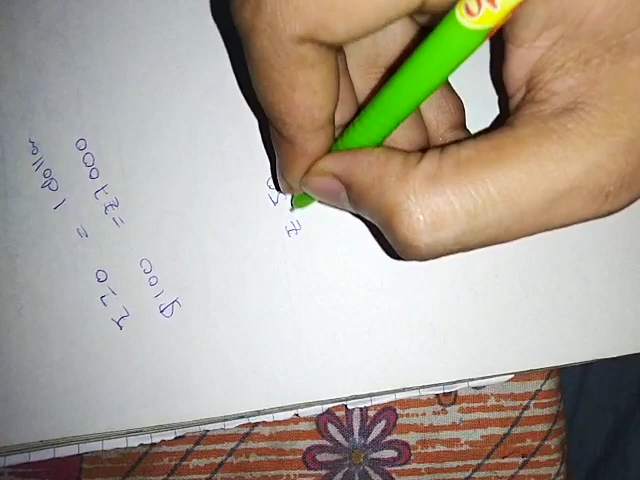 ₹70 = 1 dollar
$100 = ₹7000